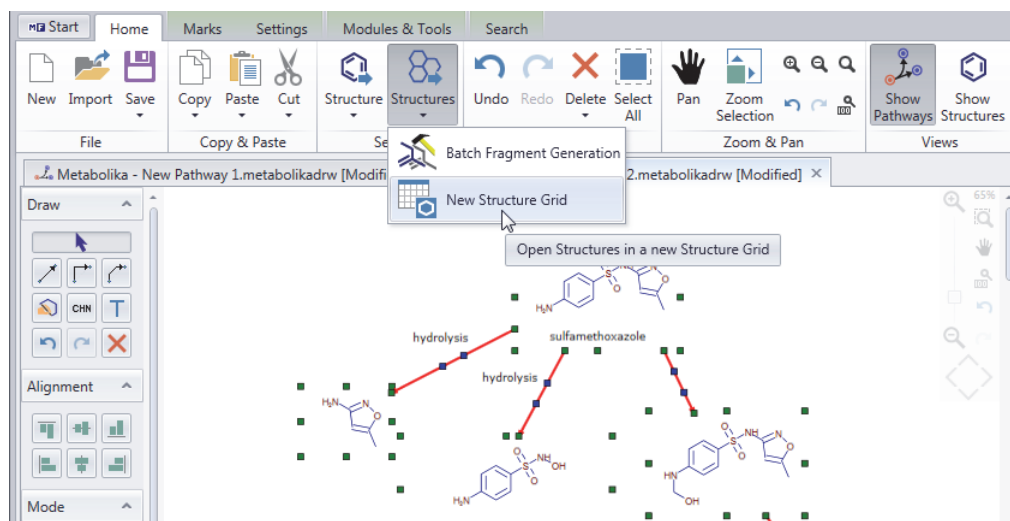 MF Start Home Marks Settings Modules & Tools Search
New Import Save Copy Paste Cut Structure Structures Undo Redo Delete Select All Pan Zoom Selection Show Pathways Show Structures
File Copy & Paste Se Zoom & Pan Views
Batch Fragment Generation
New Structure Grid
Open Structures in a new Structure Grid
Metabolika - New Pathway 1.metabolikadrw [Modifi 2.metabolikadrw [Modified] ×
Draw
65%
CHN T
Alignment
Mode
S N O O H₂N
sulfamethoxazole
hydrolysis
hydrolysis
H₂N N O
O S NH OH O H₂N
O S NH N O O HN OH